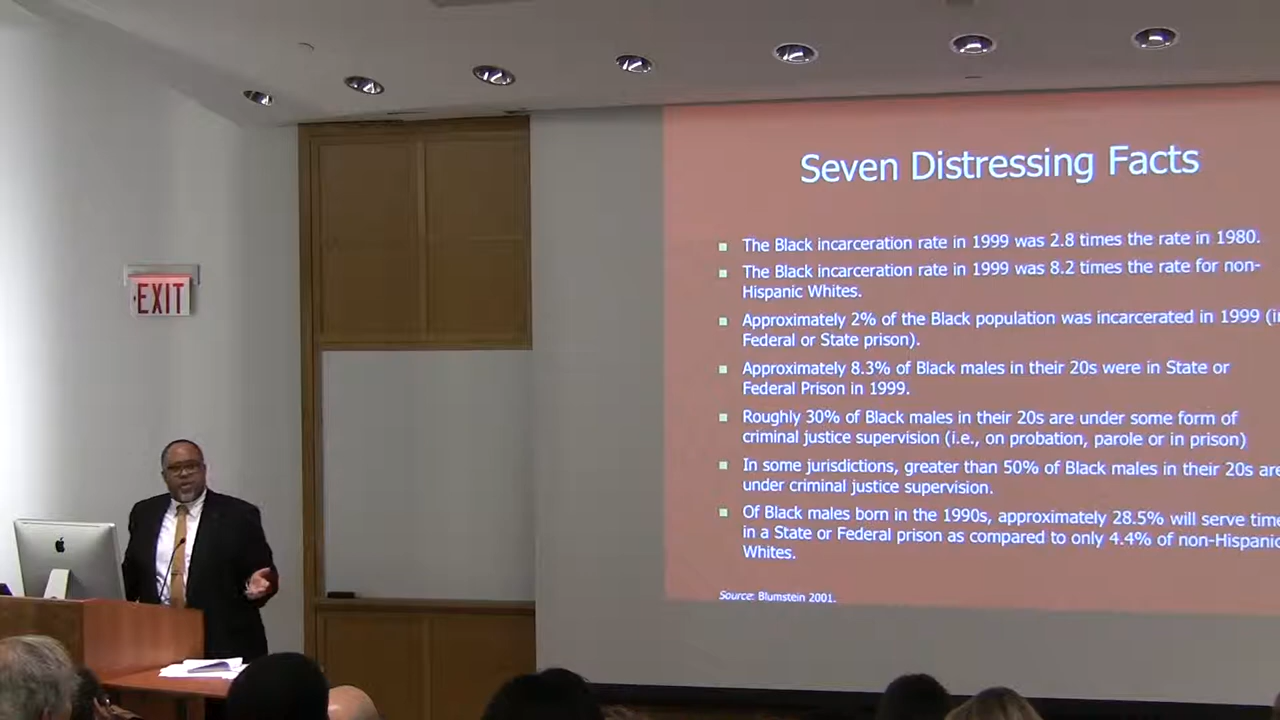 EXIT
Seven Distressing Facts
The Black incarceration rate in 1999 was 2.8 times the rate in 1980.
The Black incarceration rate in 1999 was 8.2 times the rate for non-
Hispanic Whites.
Approximately 2% of the Black population was incarcerated in 1999 (i
Federal or State prison).
Approximately 8.3% of Black males in their 20s were in State or
Federal Prison in 1999.
Roughly 30% of Black males in their 20s are under some form of
criminal justice supervision (i.e., on probation, parole or in prison)
In some jurisdictions, greater than 50% of Black males in their 20s are
under criminal justice supervision.
Of Black males born in the 1990s, approximately 28.5% will serve time
in a State or Federal prison as compared to only 4.4% of non-Hispanic
Whites.
Source: Blumstein 2001.